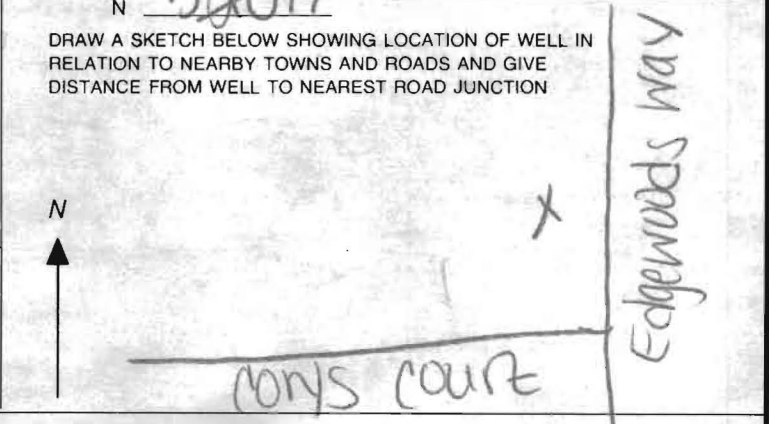 N
DRAW A SKETCH BELOW SHOWING LOCATION OF WELL IN
RELATION TO NEARBY TOWNS AND ROADS AND GIVE
DISTANCE FROM WELL TO NEAREST ROAD JUNCTION
N
X
Edgewoods way
Corys Court